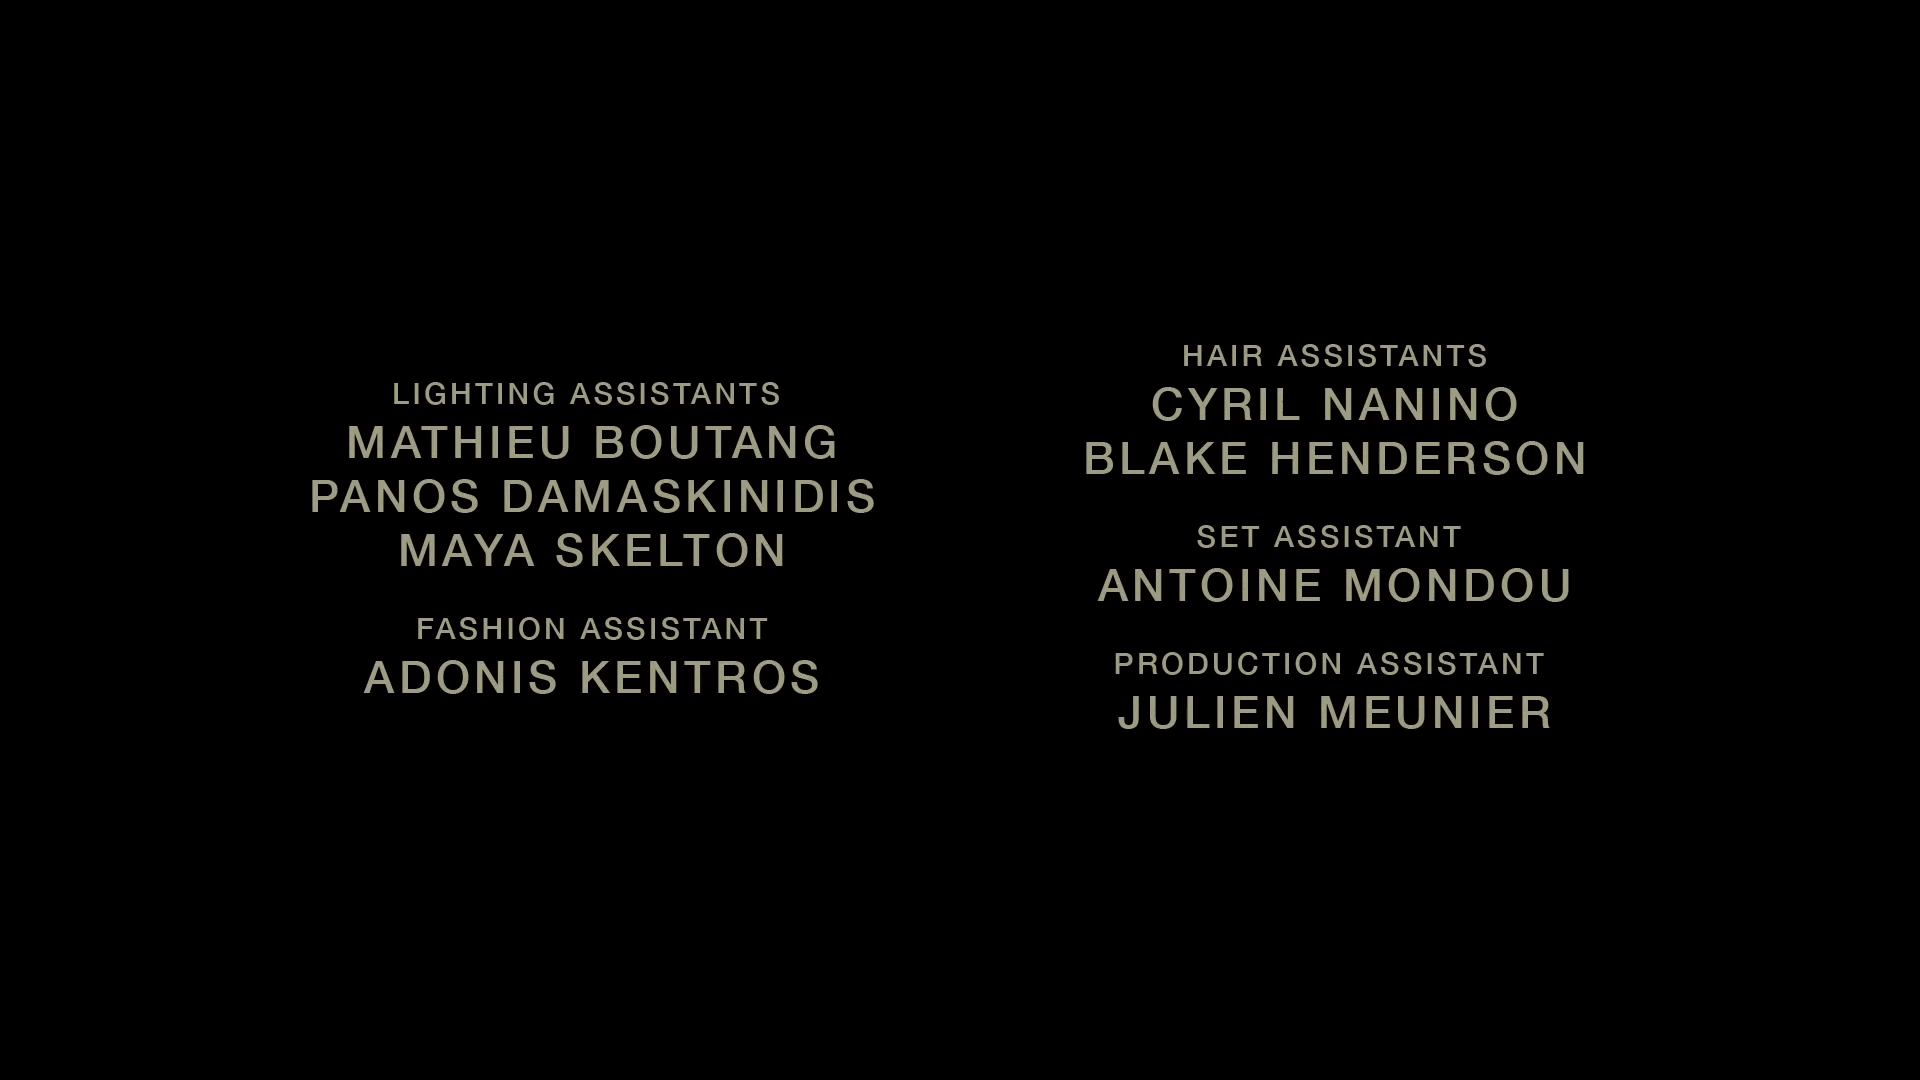 LIGHTING ASSISTANTS
MATHIEU BOUTANG
PANOS DAMASKINIDIS
MAYA SKELTON
FASHION ASSISTANT
ADONIS KENTROS
HAIR ASSISTANTS
CYRIL NANINO
BLAKE HENDERSON
SET ASSISTANT
ANTOINE MONDOU
PRODUCTION ASSISTANT
JULIEN MEUNIER